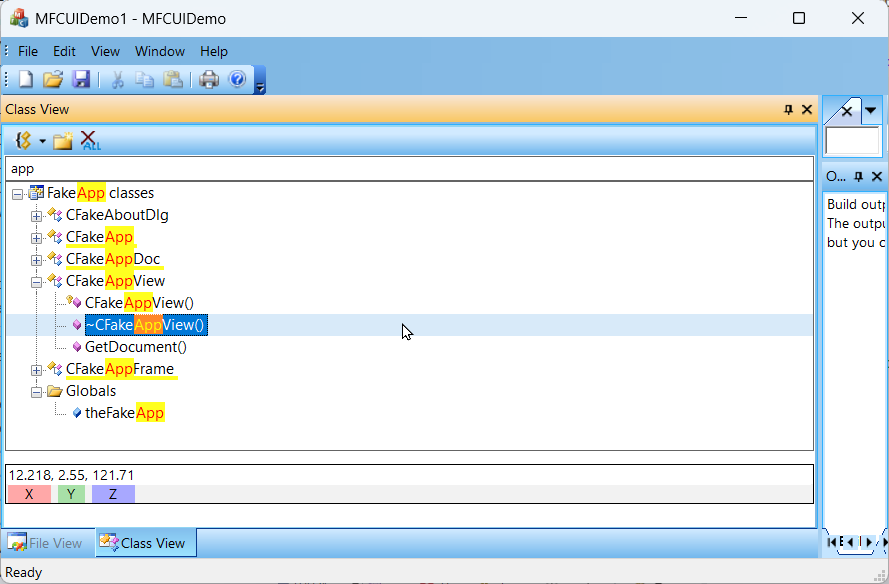 MFCUIDemo1 - MFCUIDemo
File Edit View Window Help
Class View
ALL
app
FakeApp classes
CFakeAboutDlg
CFakeApp
CFakeAppDoc
CFakeAppView
CFakeAppView()
~CFakeAppView()
GetDocument()
CFakeAppFrame
Globals
theFakeApp
12.218, 2.55, 121.71
X Y Z
File View Class View
O...
Build outp
The outpu
but you c
Ready